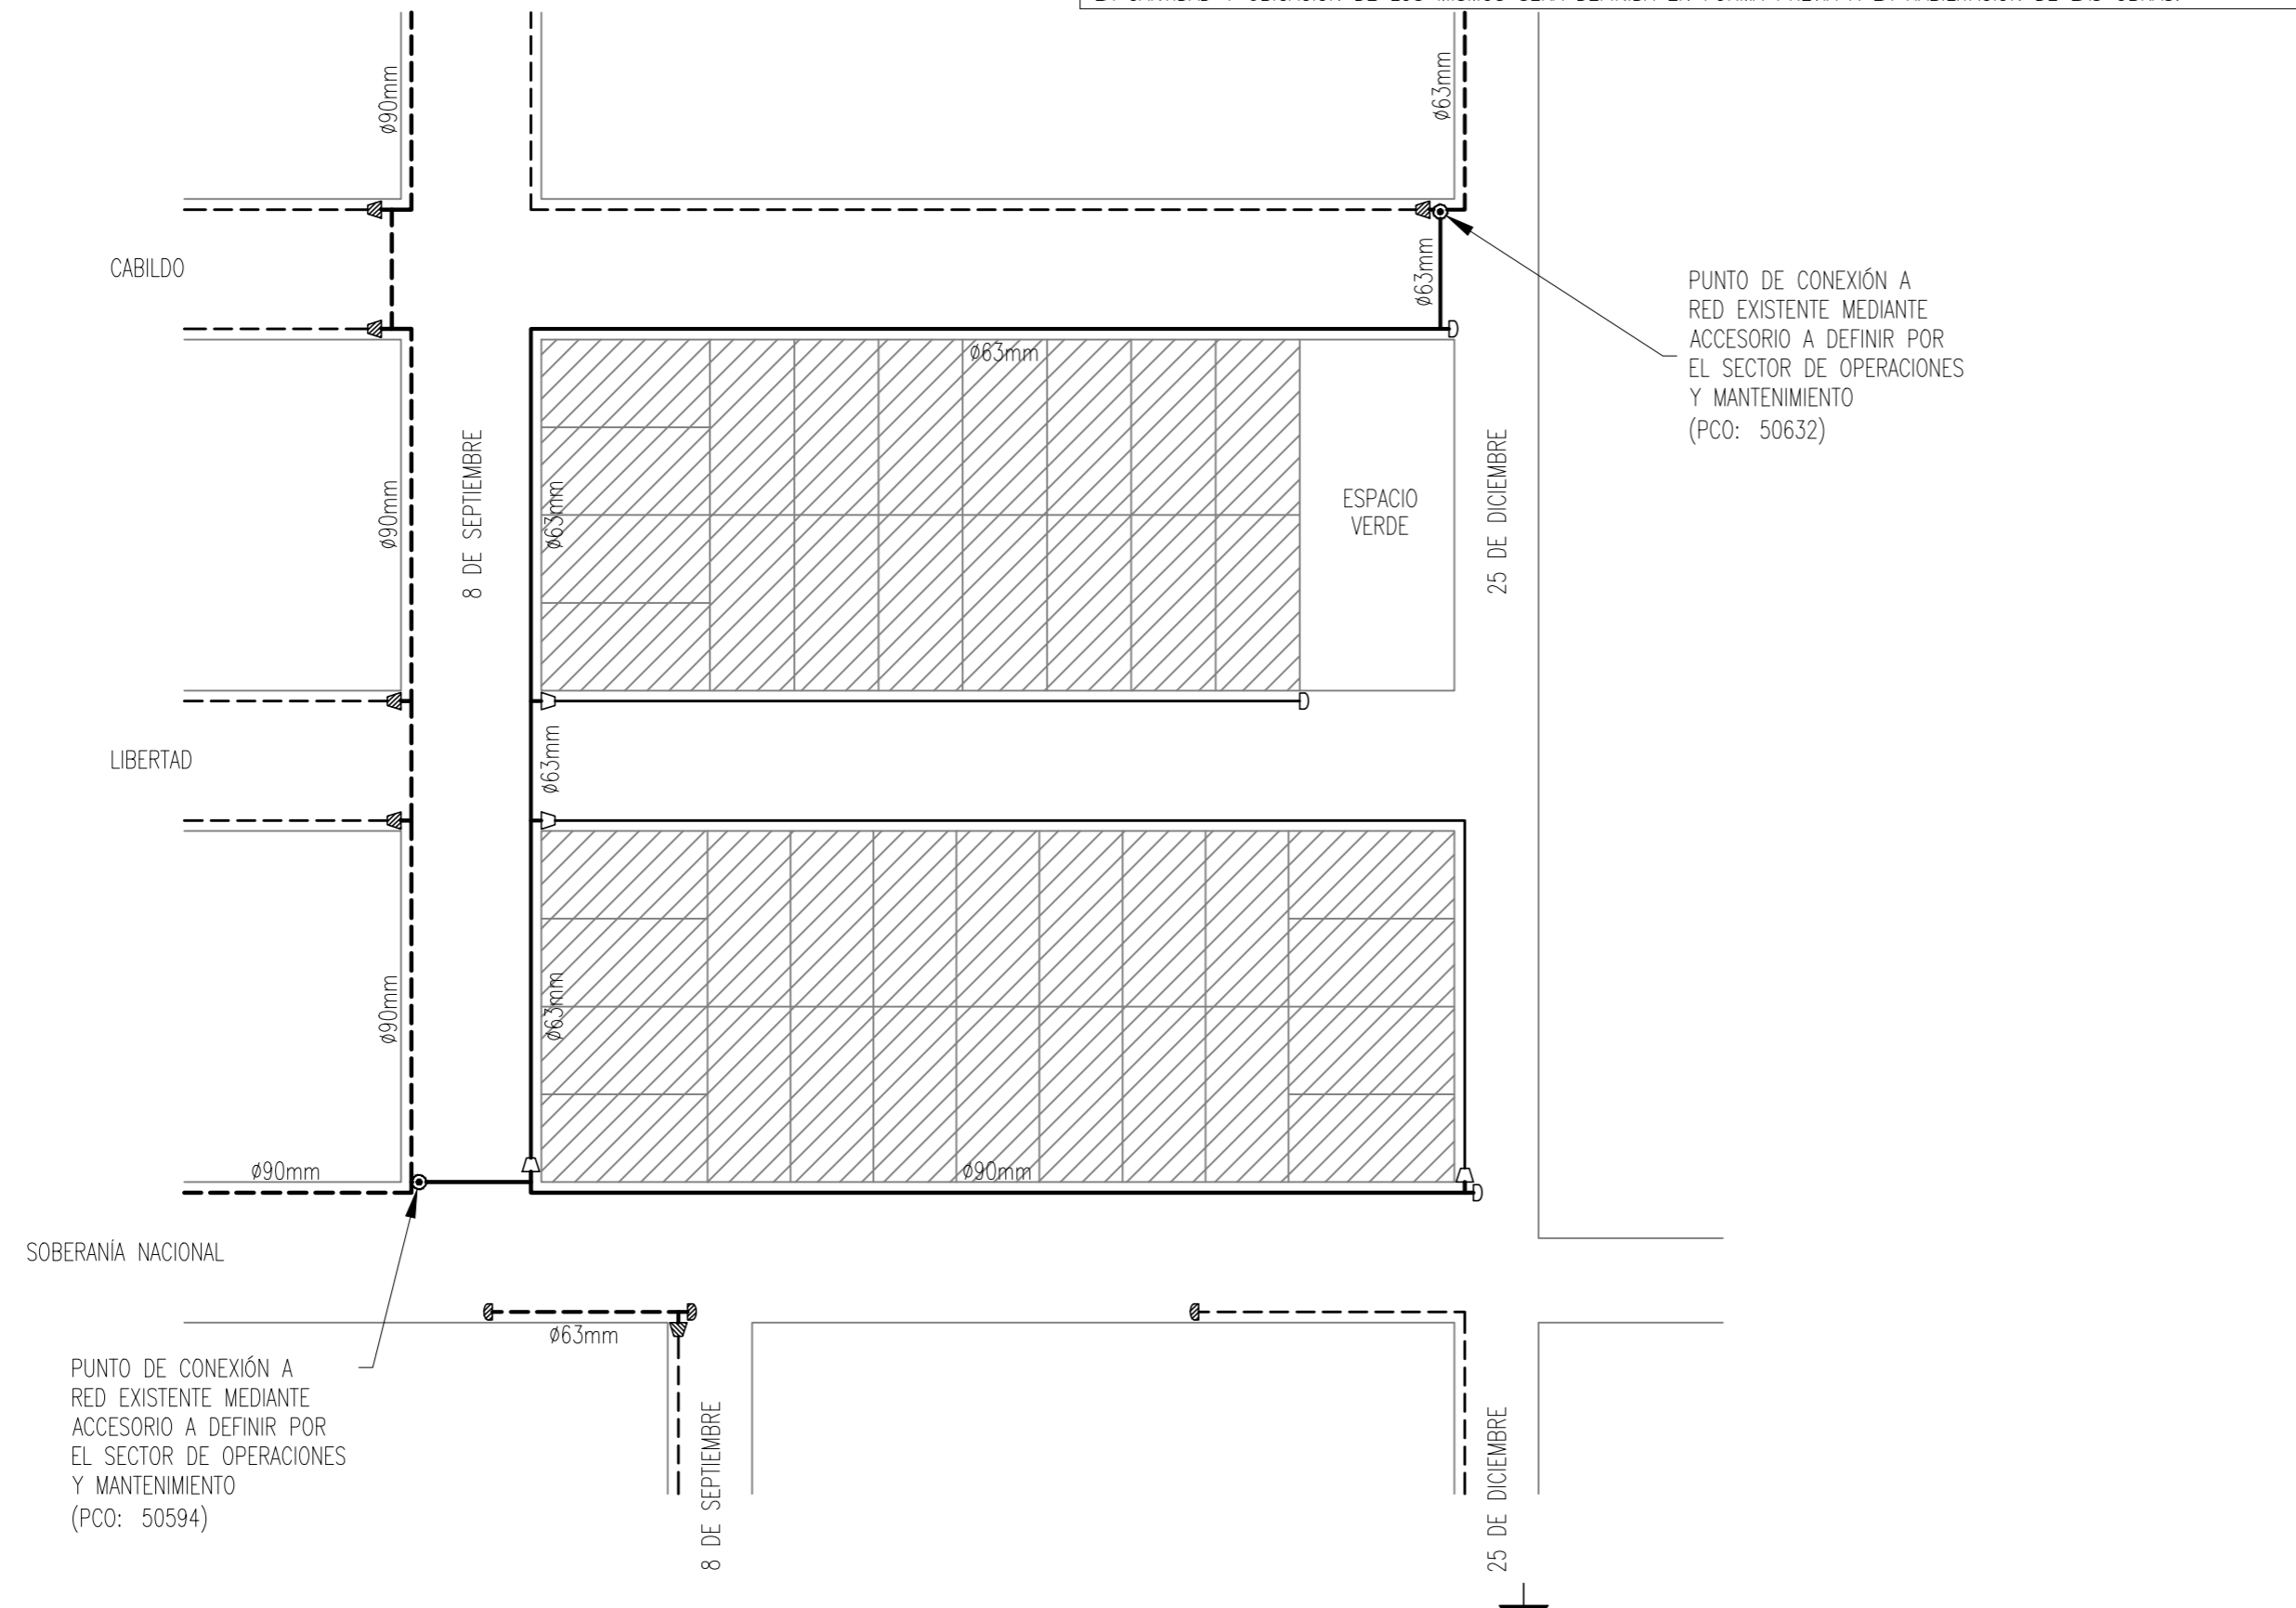 ø90mm
ø63mm
CABILDO
ø63mm
PUNTO DE CONEXIÓN A
RED EXISTENTE MEDIANTE
ACCESORIO A DEFINIR POR
EL SECTOR DE OPERACIONES
Y MANTENIMIENTO
(PCO: 50632)
ø63mm
ø90mm
8 DE SEPTIEMBRE
ø63mm
ESPACIO
VERDE
25 DE DICIEMBRE
LIBERTAD
ø63mm
ø90mm
ø63mm
ø90mm
ø90mm
SOBERANÍA NACIONAL
ø63mm
PUNTO DE CONEXIÓN A
RED EXISTENTE MEDIANTE
ACCESORIO A DEFINIR POR
EL SECTOR DE OPERACIONES
Y MANTENIMIENTO
(PCO: 50594)
8 DE SEPTIEMBRE
25 DE DICIEMBRE